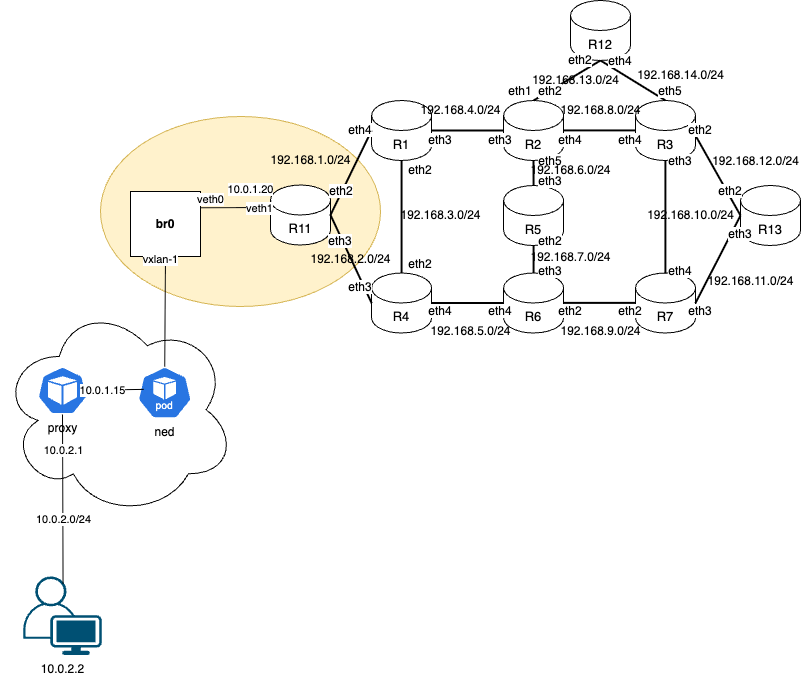 R12
eth2
eth4
192.168.13.0/24
192.168.14.0/24
eth1
eth2
eth5
192.168.4.0/24
192.168.8.0/24
eth4
R1
eth3
eth3
R2
eth4
eth4
R3
eth2
192.168.1.0/24
eth2
eth5
192.168.6.0/24
eth3
eth3
192.168.12.0/24
veth0
10.0.1.20
eth2
eth2
br0
veth1
R11
192.168.3.0/24
R5
192.168.10.0/24
R13
eth3
eth2
eth3
vxlan-1
192.168.2.0/24
eth2
192.168.7.0/24
eth3
eth4
eth3
192.168.11.0/24
R4
eth4
eth4
R6
eth2
eth2
R7
eth3
192.168.5.0/24
192.168.9.0/24
10.0.1.15
pod
proxy
ned
10.0.2.1
10.0.2.0/24
10.0.2.2